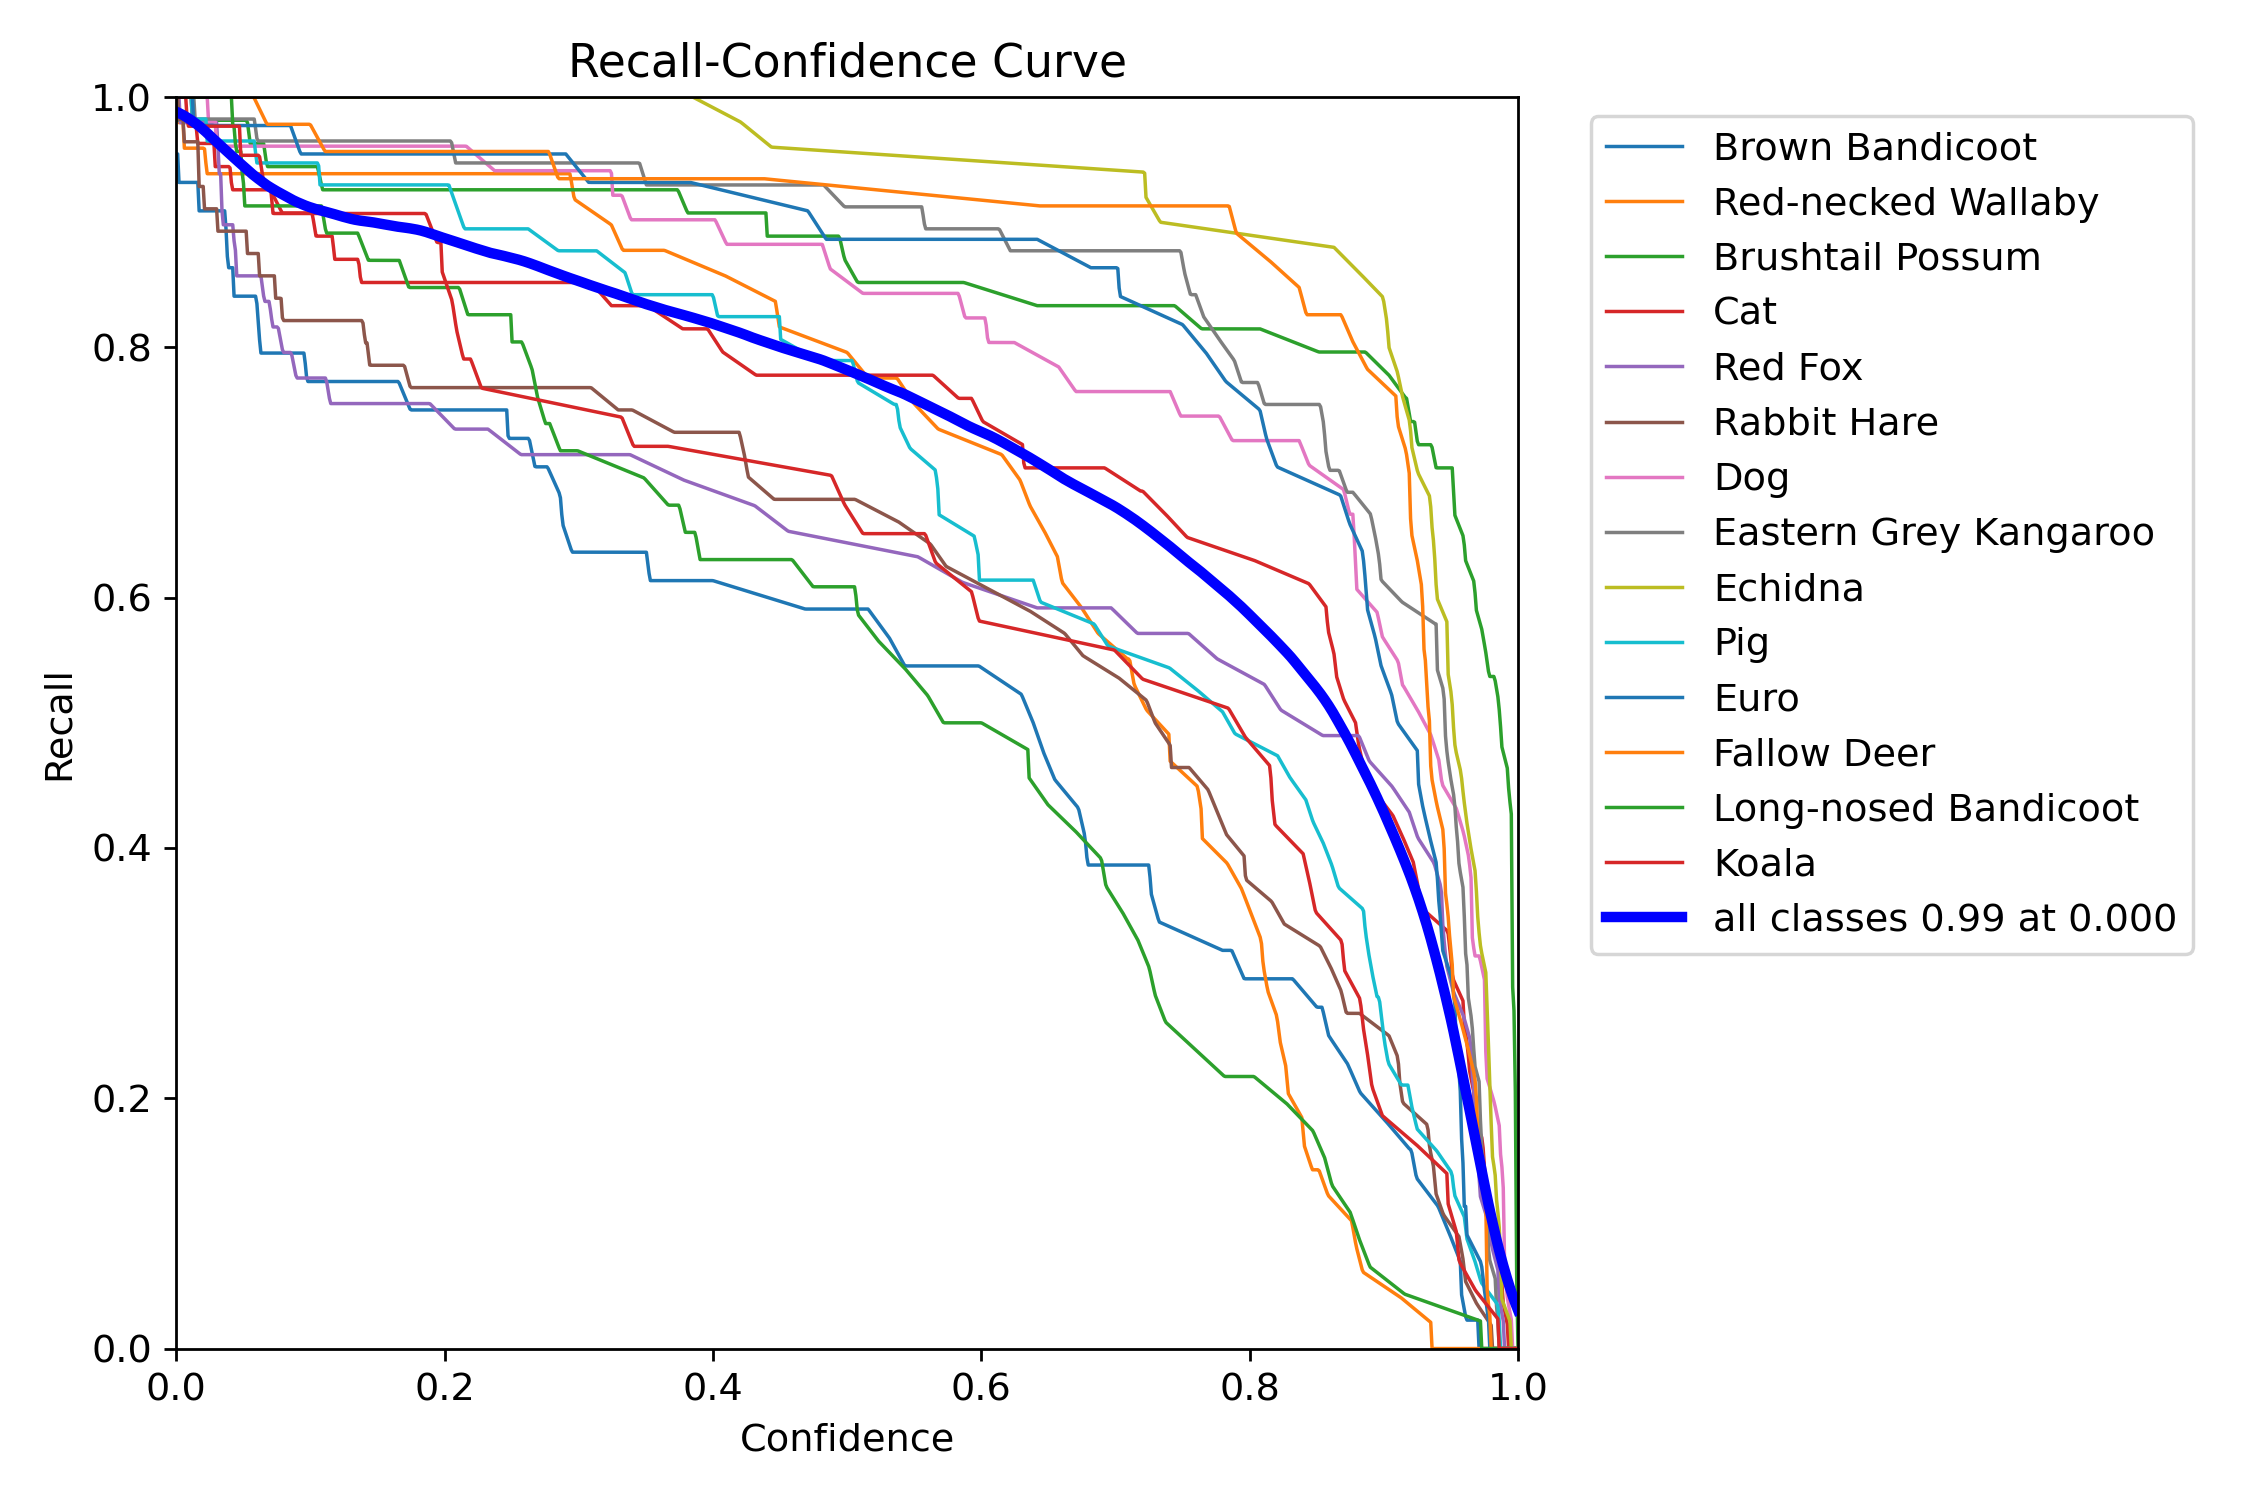 Recall-Confidence Curve
1.0
0.8
0.6
0.4
0.2
0.0
Recall
0.0 0.2 0.4 0.6 0.8 1.0
Confidence
Brown Bandicoot
Red-necked Wallaby
Brushtail Possum
Cat
Red Fox
Rabbit Hare
Dog
Eastern Grey Kangaroo
Echidna
Pig
Euro
Fallow Deer
Long-nosed Bandicoot
Koala
all classes 0.99 at 0.000